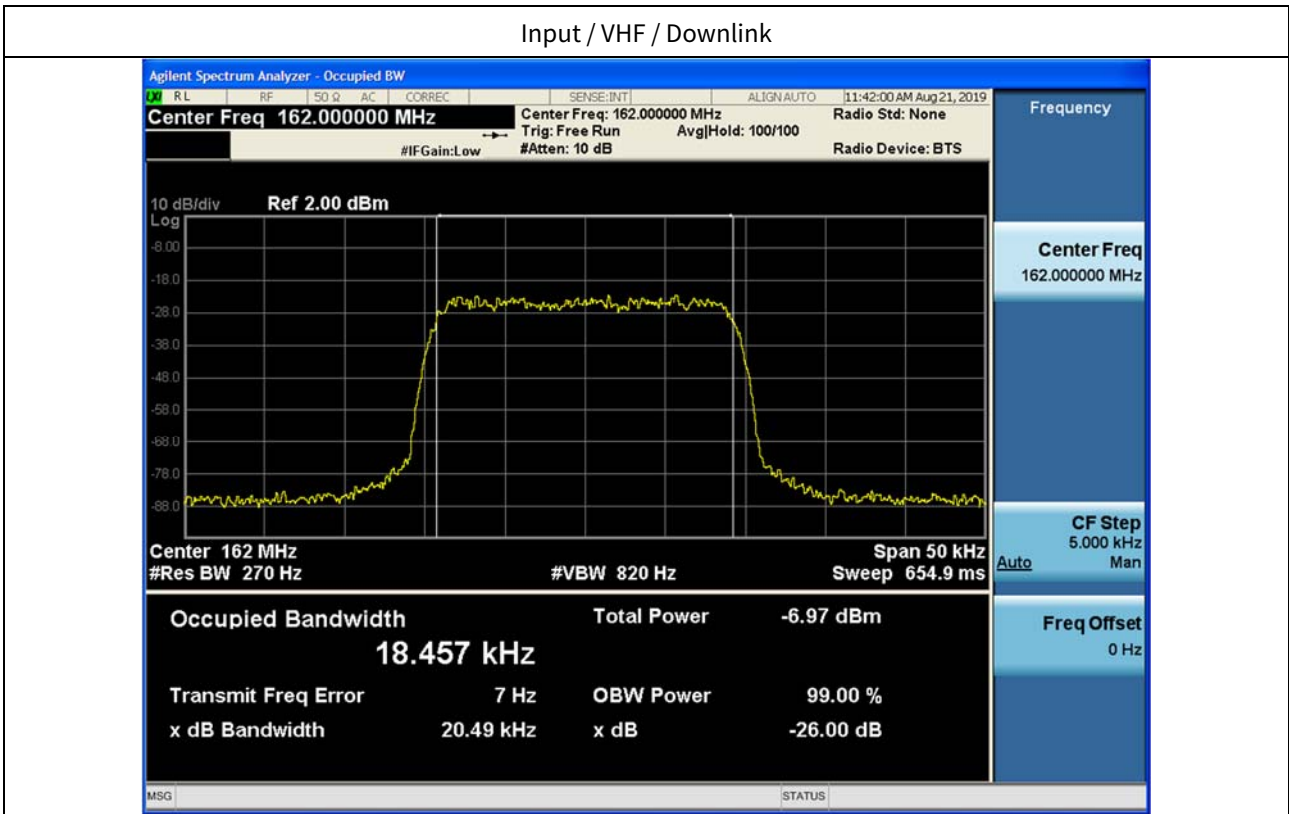 Input / VHF / Downlink
Agilent Spectrum Analyzer - Occupied BW
LXI RL RF 50 Ω AC CORREC SENSE:INT ALIGN AUTO 11:42:00 AM Aug 21, 2019
Center Freq 162.000000 MHz
Center Freq: 162.000000 MHz Radio Std: None
Trig: Free Run Avg|Hold: 100/100
#IFGain:Low #Atten: 10 dB Radio Device: BTS
10 dB/div Ref 2.00 dBm
Log
-8.00
-18.0
-28.0
-38.0
-48.0
-58.0
-68.0
-78.0
-88.0
Center 162 MHz Span 50 kHz
#Res BW 270 Hz #VBW 820 Hz Sweep 654.9 ms
Occupied Bandwidth Total Power -6.97 dBm
18.457 kHz
Transmit Freq Error 7 Hz OBW Power 99.00 %
x dB Bandwidth 20.49 kHz x dB -26.00 dB
MSG STATUS
Frequency
Center Freq
162.000000 MHz
CF Step
5.000 kHz
Auto Man
Freq Offset
0 Hz